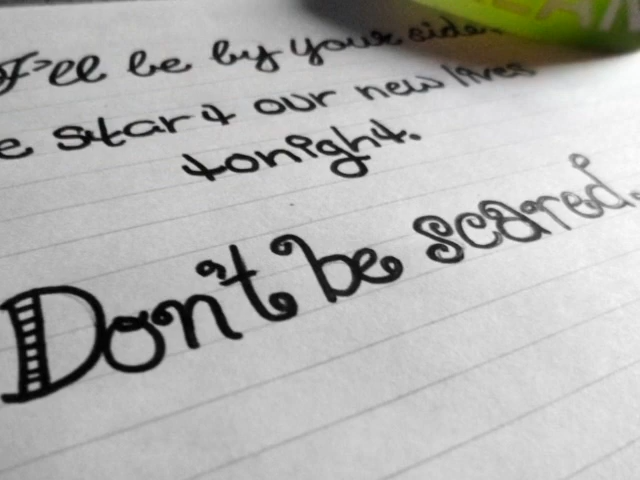 I'll be by your side.
e start our new lives
tonight.
Don't be scared.